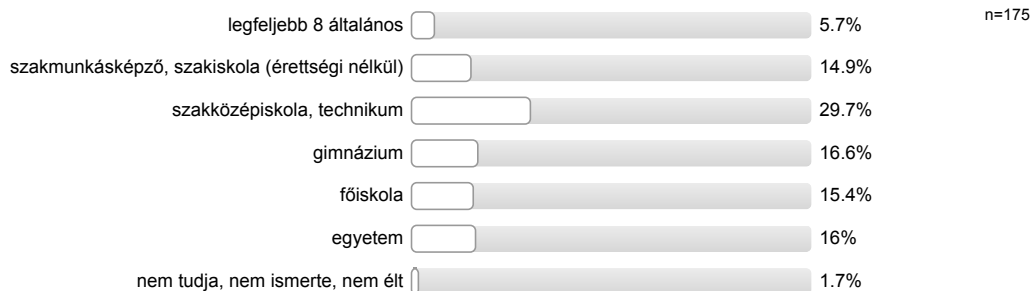 legfeljebb 8 általános 5.7% n=175
szakmunkásképző, szakiskola (érettségi nélkül) 14.9%
szakközépiskola, technikum 29.7%
gimnázium 16.6%
főiskola 15.4%
egyetem 16%
nem tudja, nem ismerte, nem élt 1.7%